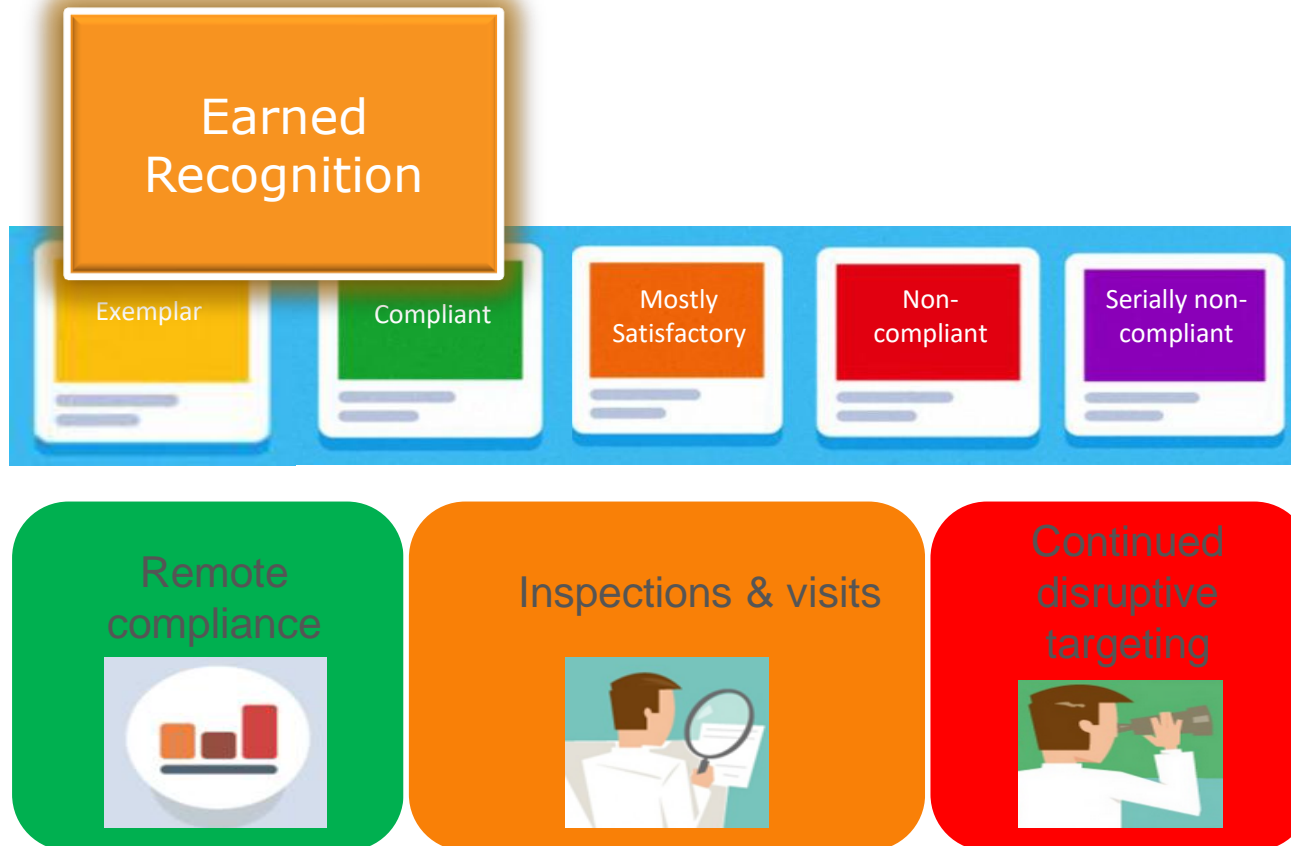 Earned
Recognition
Exemplar
Compliant
Mostly
Satisfactory
Non-
compliant
Serially non-
compliant
Remote
compliance
Inspections & visits
Continued
disruptive
targeting